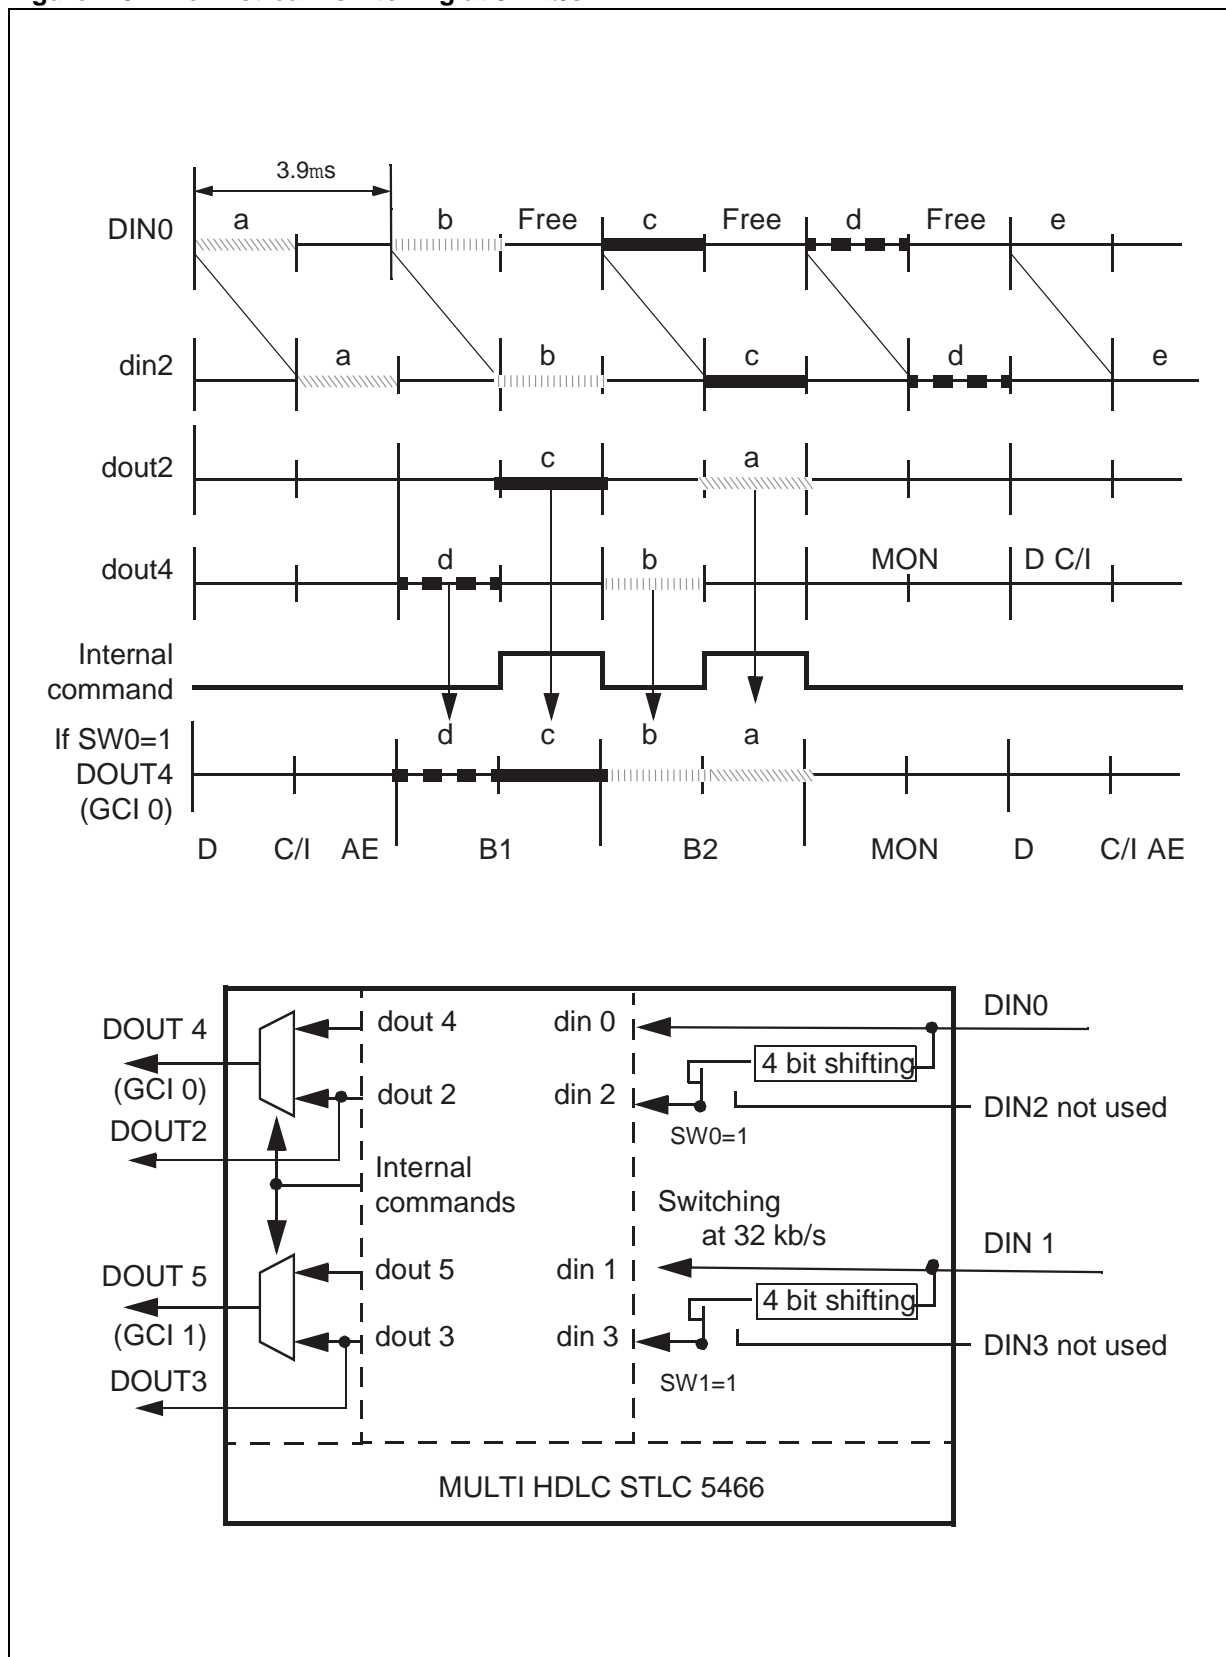 3.9ms
DIN0 a b Free c Free d Free e
din2 a b c d e
dout2 c a
dout4 d b MON D C/I
Internal
command
If SW0=1 d c b a
DOUT4
(GCI 0)
D C/I AE B1 B2 MON D C/I AE
DOUT 4 dout 4 din 0 DIN0
4 bit shifting
(GCI 0) dout 2 din 2 DIN2 not used
DOUT2 SW0=1
Internal
commands
Switching
at 32 kb/s
DIN 1
DOUT 5 dout 5 din 1
4 bit shifting
(GCI 1) dout 3 din 3 DIN3 not used
DOUT3 SW1=1
MULTI HDLC STLC 5466